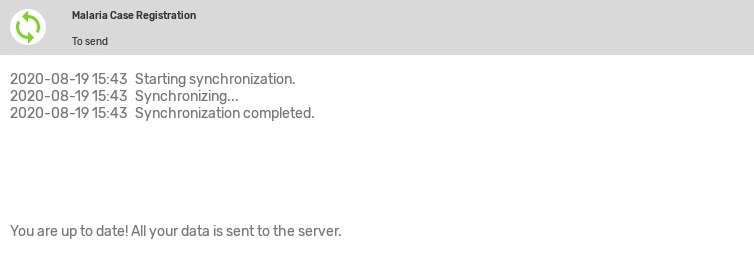 Malaria Case Registration
To send
2020-08-19 15:43 Starting synchronization.
2020-08-19 15:43 Synchronizing...
2020-08-19 15:43 Synchronization completed.
You are up to date! All your data is sent to the server.